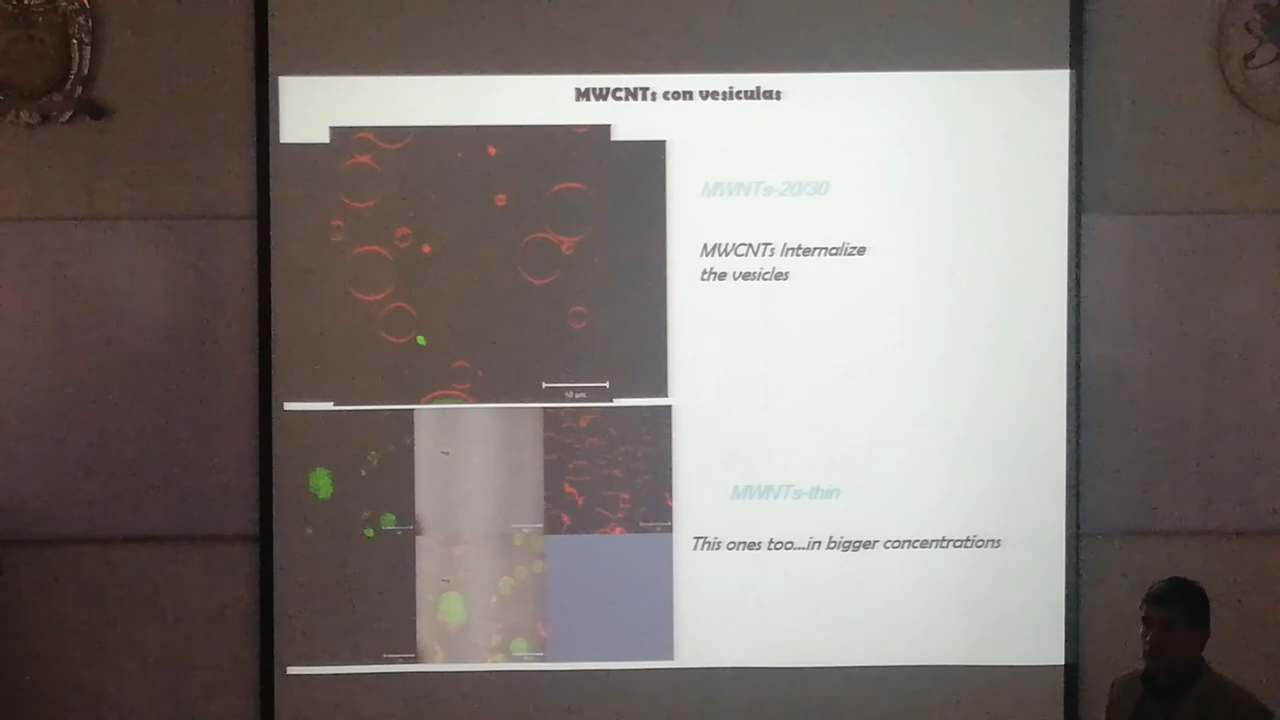 MWCNTs con vesiculas
MWNTs-20/30
MWCNTs Internalize
the vesicles
MWNTs-thin
This ones too...in bigger concentrations